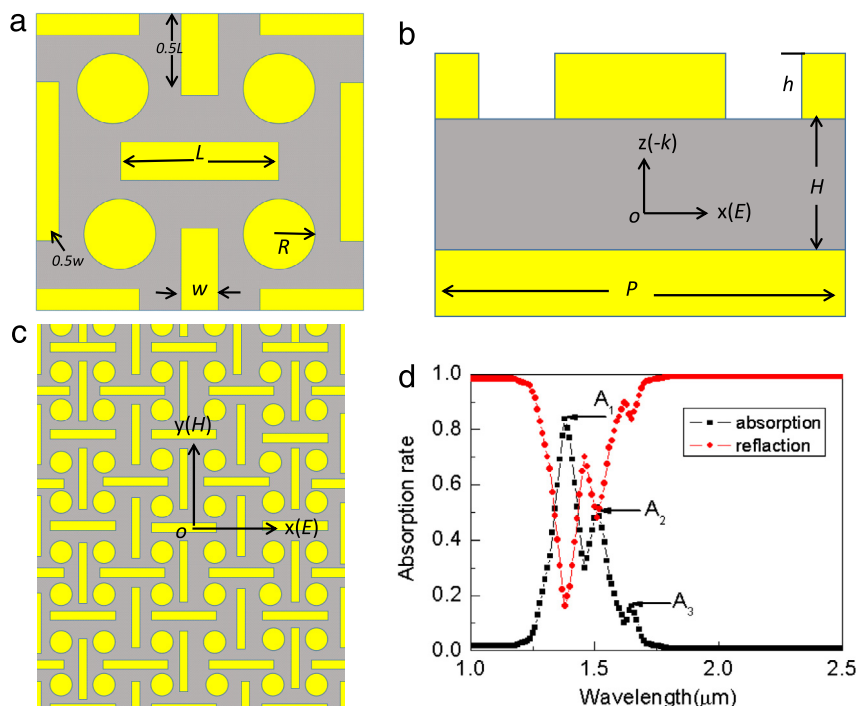 a
0.5L
L
R
0.5w
w
b
h
z(-k)
H
o
x(E)
P
c
y(H)
o
x(E)
d
1.0
0.8
0.6
0.4
0.2
0.0
Absorption rate
A1
A2
A3
absorption
reflaction
1.0
1.5
2.0
2.5
Wavelength(μm)